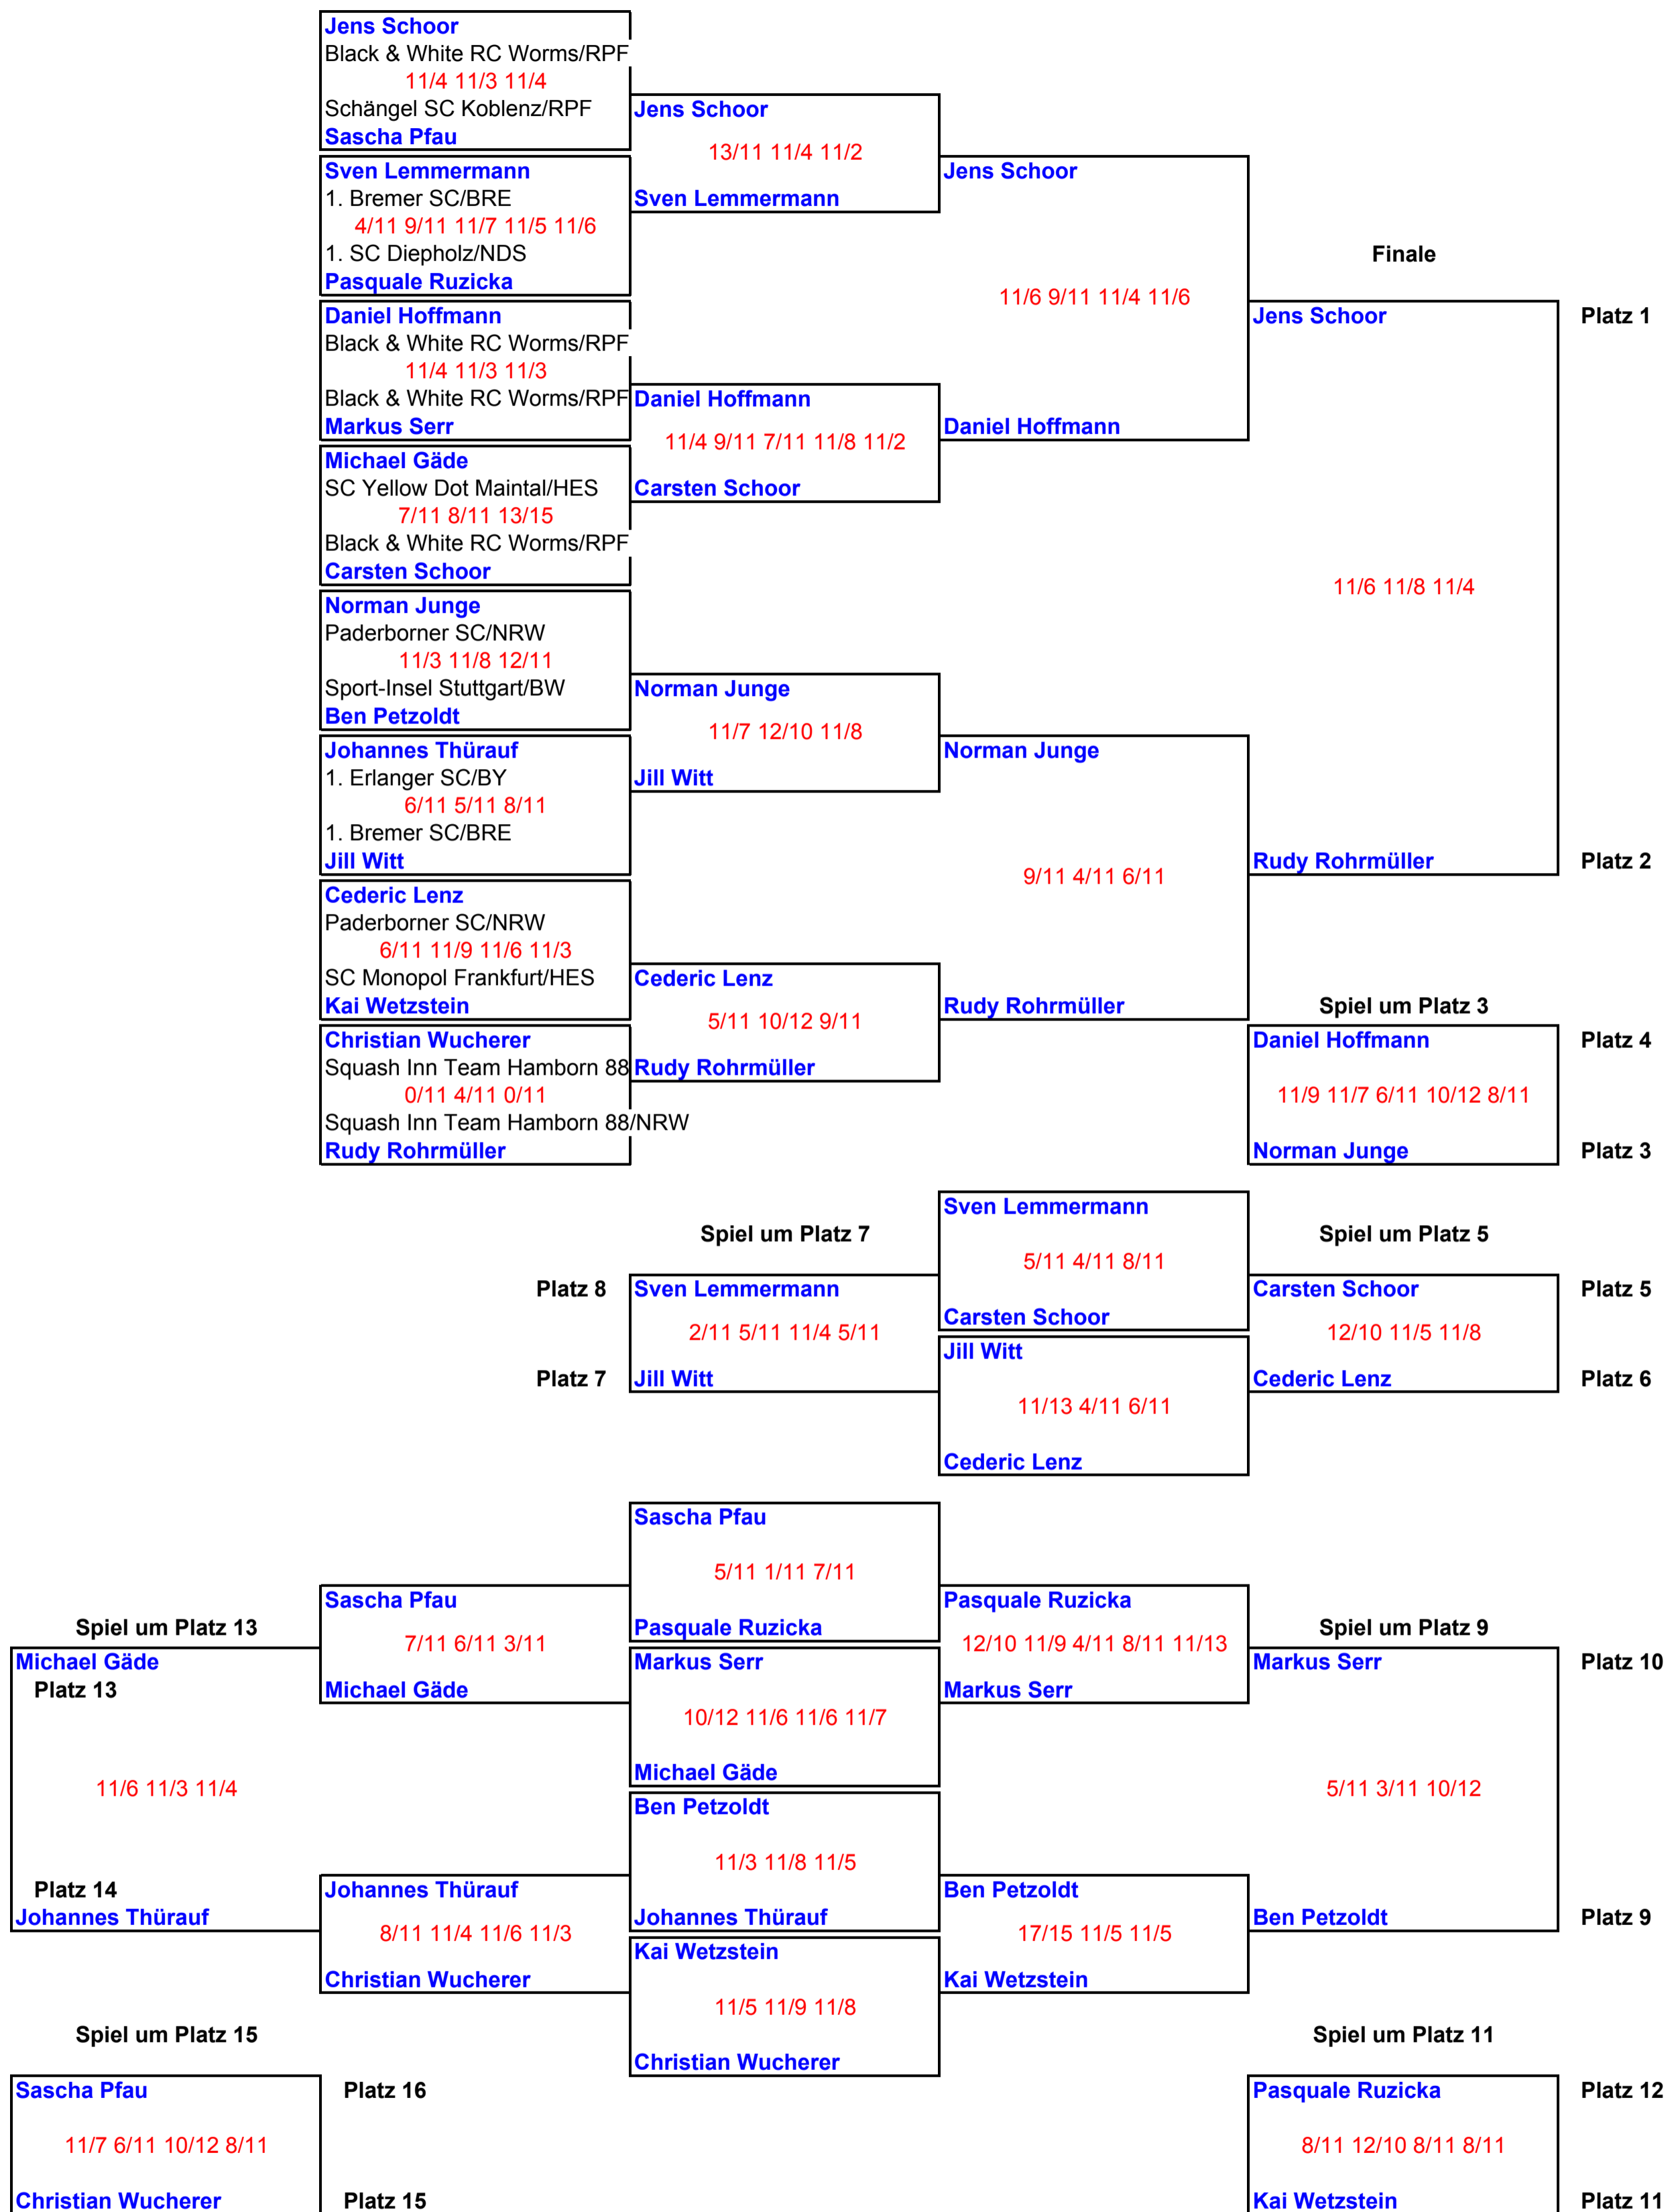 Jens Schoor
Black & White RC Worms/RPF
11/4 11/3 11/4
Schängel SC Koblenz/RPF
Sascha Pfau
Sven Lemmermann
1. Bremer SC/BRE
4/11 9/11 11/7 11/5 11/6
1. SC Diepholz/NDS
Pasquale Ruzicka
Daniel Hoffmann
Black & White RC Worms/RPF
11/4 11/3 11/3
Black & White RC Worms/RPF
Markus Serr
Michael Gäde
SC Yellow Dot Maintal/HES
7/11 8/11 13/15
Black & White RC Worms/RPF
Carsten Schoor
Norman Junge
Paderborner SC/NRW
11/3 11/8 12/11
Sport-Insel Stuttgart/BW
Ben Petzoldt
Johannes Thürauf
1. Erlanger SC/BY
6/11 5/11 8/11
1. Bremer SC/BRE
Jill Witt
Cederic Lenz
Paderborner SC/NRW
6/11 11/9 11/6 11/3
SC Monopol Frankfurt/HES
Kai Wetzstein
Christian Wucherer
Squash Inn Team Hamborn 88
0/11 4/11 0/11
Squash Inn Team Hamborn 88/NRW
Rudy Rohrmüller
Jens Schoor
13/11 11/4 11/2
Sven Lemmermann
Daniel Hoffmann
11/4 9/11 7/11 11/8 11/2
Carsten Schoor
Norman Junge
11/7 12/10 11/8
Jill Witt
Cederic Lenz
5/11 10/12 9/11
Rudy Rohrmüller
Jens Schoor
11/6 9/11 11/4 11/6
Daniel Hoffmann
Norman Junge
9/11 4/11 6/11
Rudy Rohrmüller
Finale
Jens Schoor
Platz 1
11/6 11/8 11/4
Rudy Rohrmüller
Platz 2
Spiel um Platz 3
Daniel Hoffmann
Platz 4
11/9 11/7 6/11 10/12 8/11
Norman Junge
Platz 3
Spiel um Platz 7
Platz 8
Sven Lemmermann
2/11 5/11 11/4 5/11
Platz 7
Jill Witt
Sven Lemmermann
5/11 4/11 8/11
Carsten Schoor
Jill Witt
11/13 4/11 6/11
Cederic Lenz
Spiel um Platz 5
Carsten Schoor
Platz 5
12/10 11/5 11/8
Cederic Lenz
Platz 6
Spiel um Platz 13
Michael Gäde
Platz 13
11/6 11/3 11/4
Platz 14
Johannes Thürauf
Sascha Pfau
7/11 6/11 3/11
Michael Gäde
Johannes Thürauf
8/11 11/4 11/6 11/3
Christian Wucherer
Sascha Pfau
5/11 1/11 7/11
Pasquale Ruzicka
Markus Serr
10/12 11/6 11/6 11/7
Michael Gäde
Ben Petzoldt
11/3 11/8 11/5
Johannes Thürauf
Kai Wetzstein
11/5 11/9 11/8
Christian Wucherer
Pasquale Ruzicka
12/10 11/9 4/11 8/11 11/13
Markus Serr
Ben Petzoldt
17/15 11/5 11/5
Kai Wetzstein
Spiel um Platz 9
Markus Serr
Platz 10
5/11 3/11 10/12
Ben Petzoldt
Platz 9
Spiel um Platz 15
Sascha Pfau
Platz 16
11/7 6/11 10/12 8/11
Christian Wucherer
Platz 15
Spiel um Platz 11
Pasquale Ruzicka
Platz 12
8/11 12/10 8/11 8/11
Kai Wetzstein
Platz 11